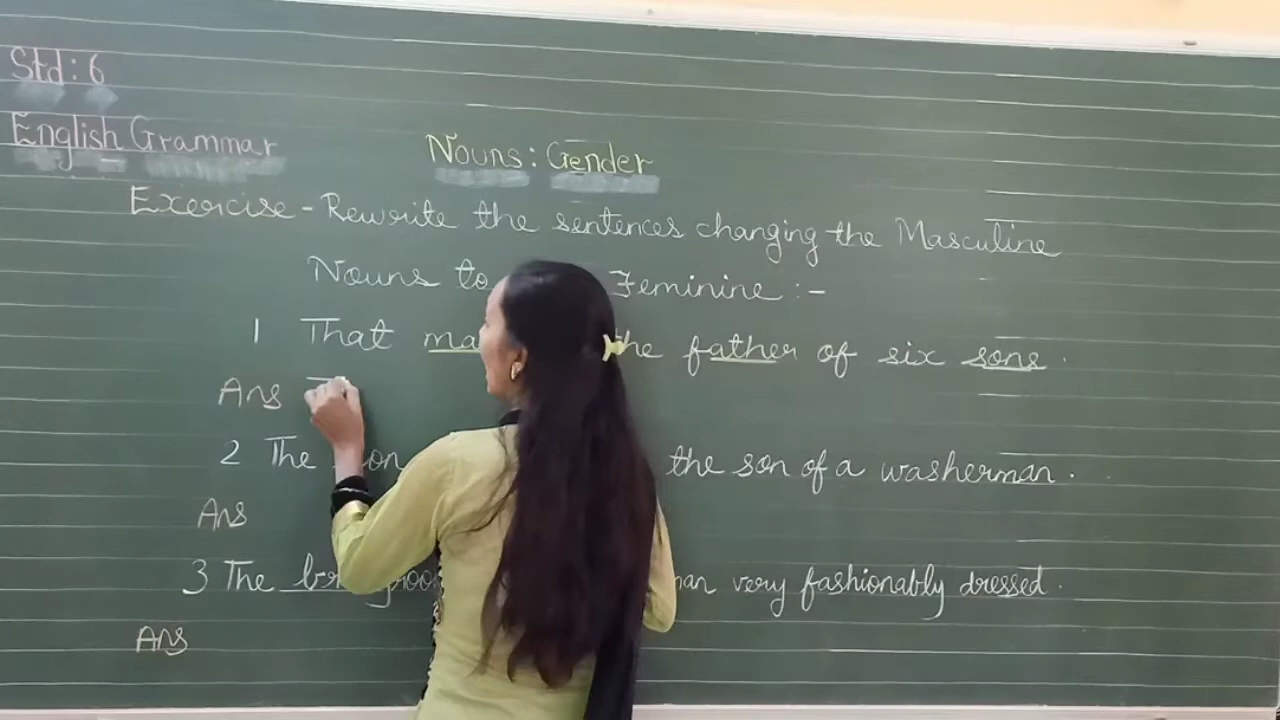 Std: 6
English Grammar
Nouns: Gender
Exercise - Rewrite the sentences changing the Masculine
Nouns to Feminine :-
1 That the father of six sons.
Ans T
2 The the son of a washerman.
Ans
3 The very fashionably dressed.
Ans